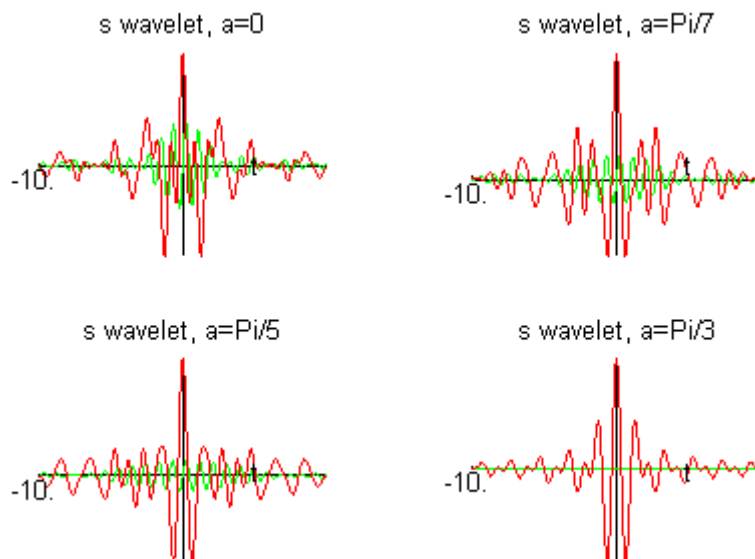 s wavelet, a=0
t
-10.
s wavelet, a=Pi/7
t
-10.
s wavelet, a=Pi/5
t
-10.
s wavelet, a=Pi/3
t
-10.